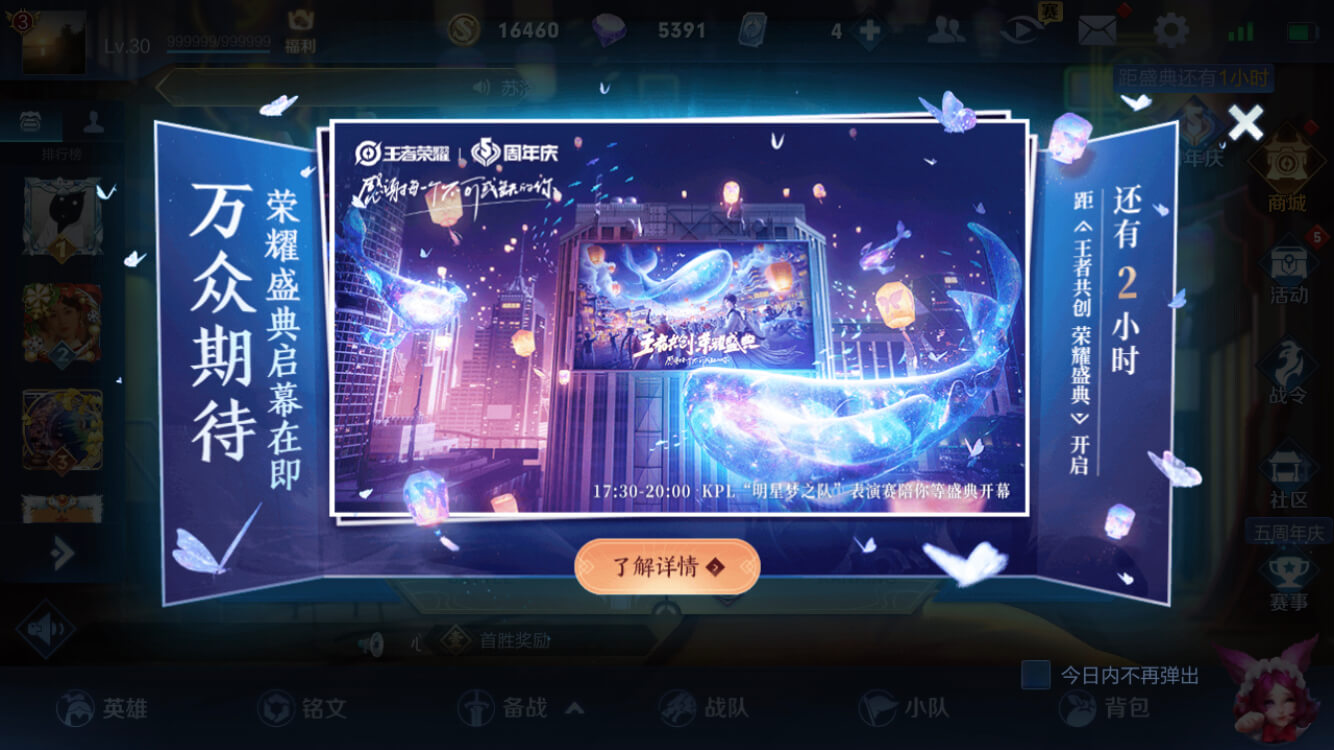 3
Lv.30
999999/999999
福利
16460
5391
4
赛
距盛典还有1小时
排行榜
1
2
3
万众期待
荣耀盛典启幕在即
王者荣耀 | 5周年庆
感谢每一个不可或缺的你
王者共创·荣耀盛典
17:30-20:00 KPL“明星梦之队”表演赛陪你等盛典开幕
还有2小时
距《王者共创 荣耀盛典》开启
年庆
商城
5
活动
战令
社区
五周年庆
赛事
了解详情
首胜奖励
今日内不再弹出
英雄
铭文
备战
战队
小队
背包